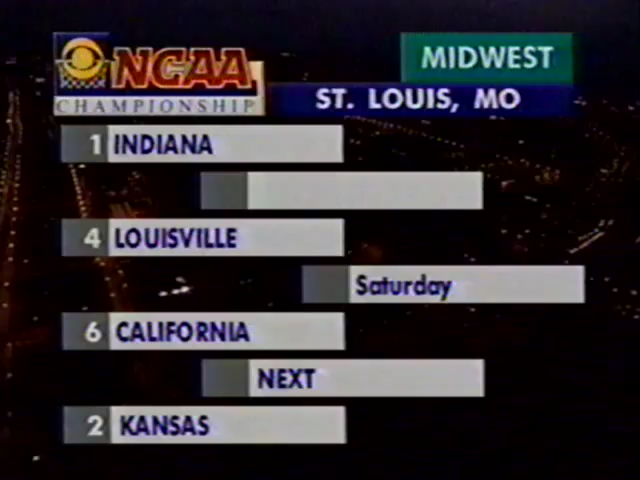 NCAA
CHAMPIONSHIP
MIDWEST
ST. LOUIS, MO
1 INDIANA
4 LOUISVILLE
Saturday
6 CALIFORNIA
NEXT
2 KANSAS